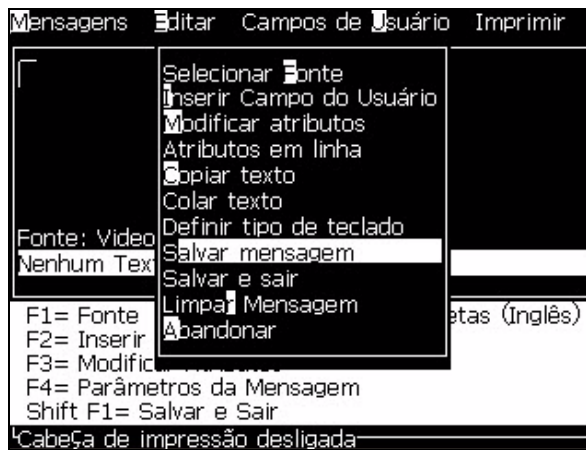 Mensagens Editar Campos de Usuário Imprimir
Selecionar Fonte
Inserir Campo do Usuário
Modificar atributos
Atributos em linha
Copiar texto
Colar texto
Definir tipo de teclado
Salvar mensagem
Salvar e sair
Limpar Mensagem
Abandonar
Fonte: Video
Nenhum Tex
F1= Fonte etas (Inglês)
F2= Inserir
F3= Modific
F4= Parâmetros da Mensagem
Shift F1= Salvar e Sair
Cabeça de impressão desligada